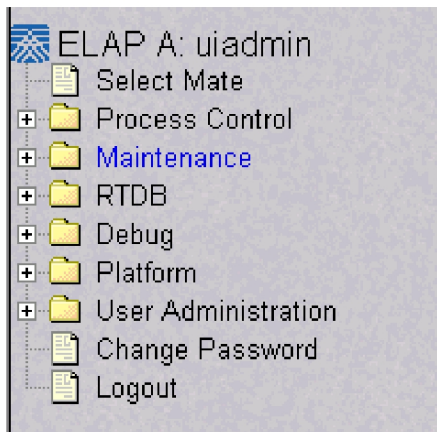 ELAP A: uiadmin
Select Mate
Process Control
Maintenance
RTDB
Debug
Platform
User Administration
Change Password
Logout